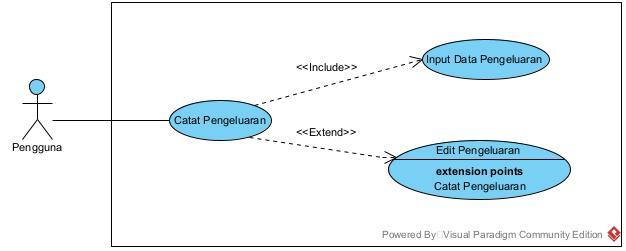 Input Data Pengeluaran
<<Include>>
Catat Pengeluaran
<<Extend>>
Pengguna
Edit Pengeluaran
extension points
Catat Pengeluaran
Powered By Visual Paradigm Community Edition